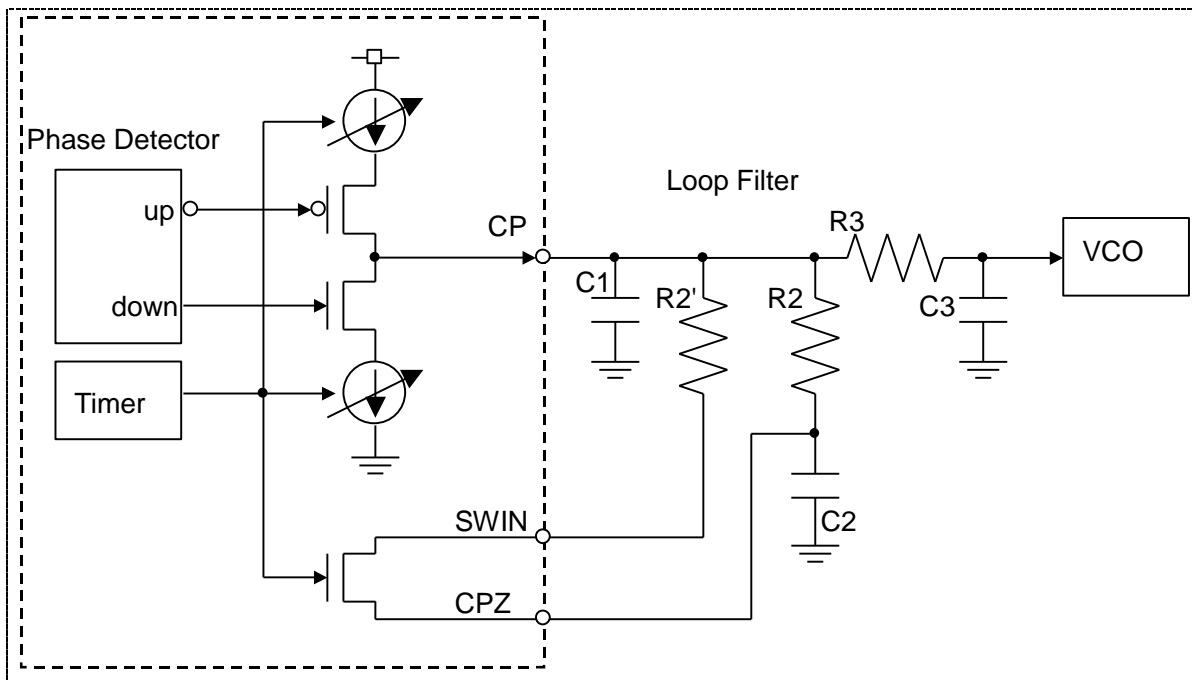 Phase Detector
up
down
Timer
CP
SWIN
CPZ
Loop Filter
C1
R2'
R2
C2
R3
C3
VCO